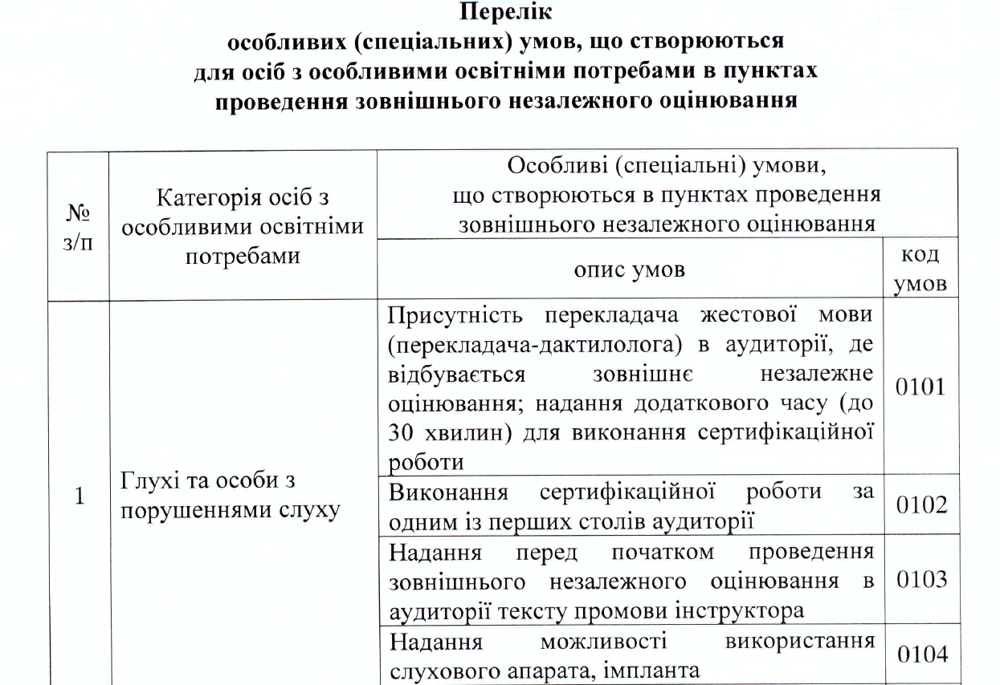 Перелік
особливих (спеціальних) умов, що створюються
для осіб з особливими освітніми потребами в пунктах
проведення зовнішнього незалежного оцінювання
№
з/п
Категорія осіб з
особливими освітніми
потребами
Особливі (спеціальні) умови,
що створюються в пунктах проведення
зовнішнього незалежного оцінювання
опис умов
код
умов
1
Глухі та особи з
порушеннями слуху
Присутність перекладача жестової мови
(перекладача-дактилолога) в аудиторії, де
відбувається зовнішнє незалежне
оцінювання; надання додаткового часу (до
30 хвилин) для виконання сертифікаційної
роботи
0101
Виконання сертифікаційної роботи за
одним із перших столів аудиторії
0102
Надання перед початком проведення
зовнішнього незалежного оцінювання в
аудиторії тексту промови інструктора
0103
Надання можливості використання
слухового апарата, імпланта
0104